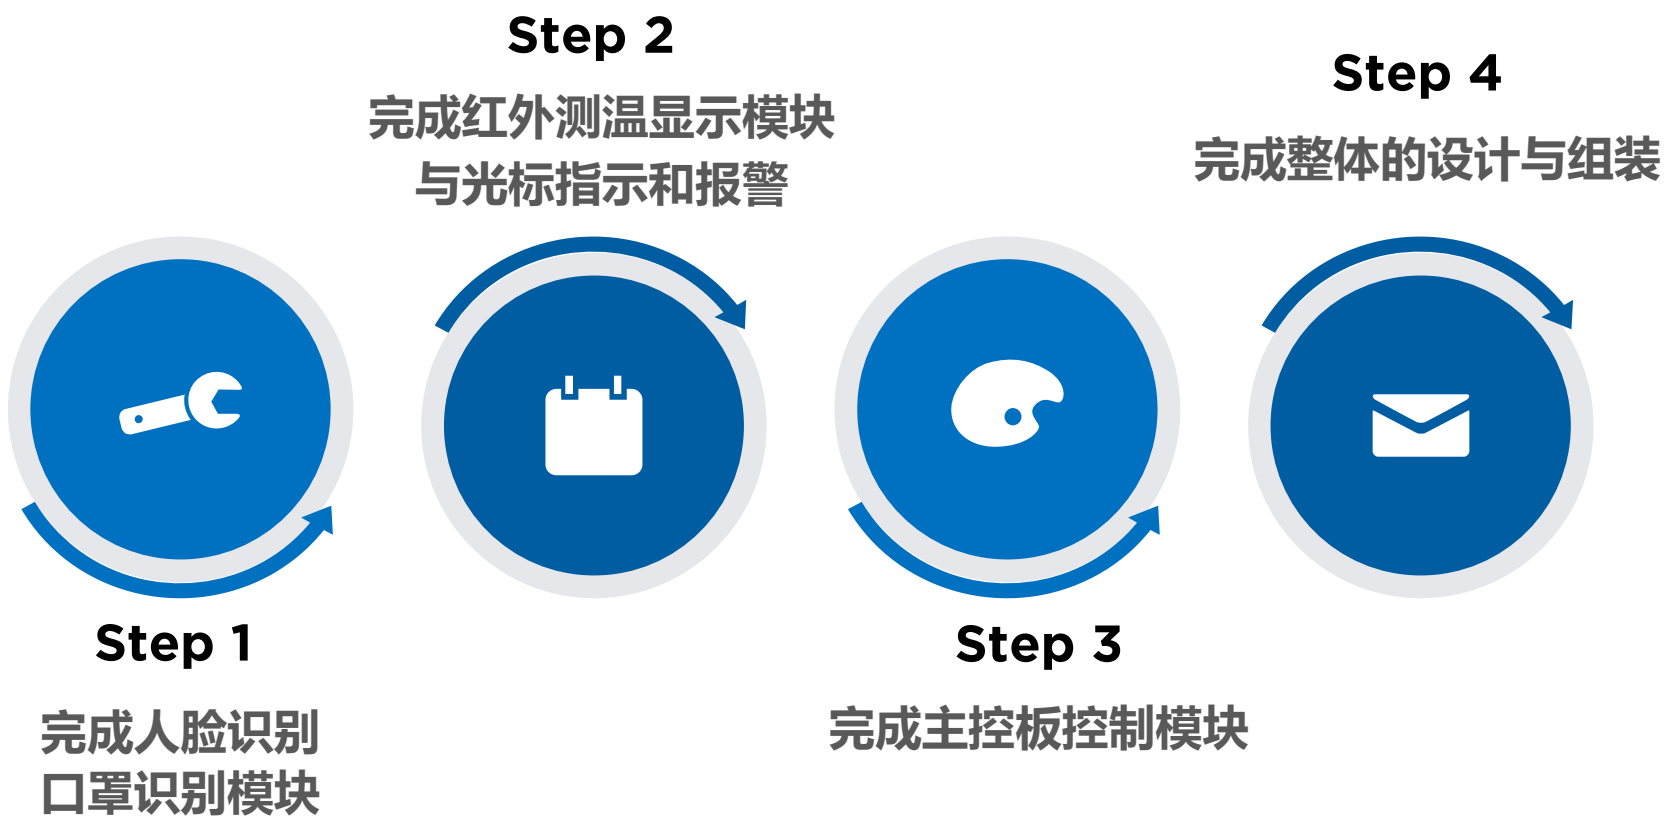 Step 1
完成人脸识别
口罩识别模块
Step 2
完成红外测温显示模块
与光标指示和报警
Step 3
完成主控板控制模块
Step 4
完成整体的设计与组装